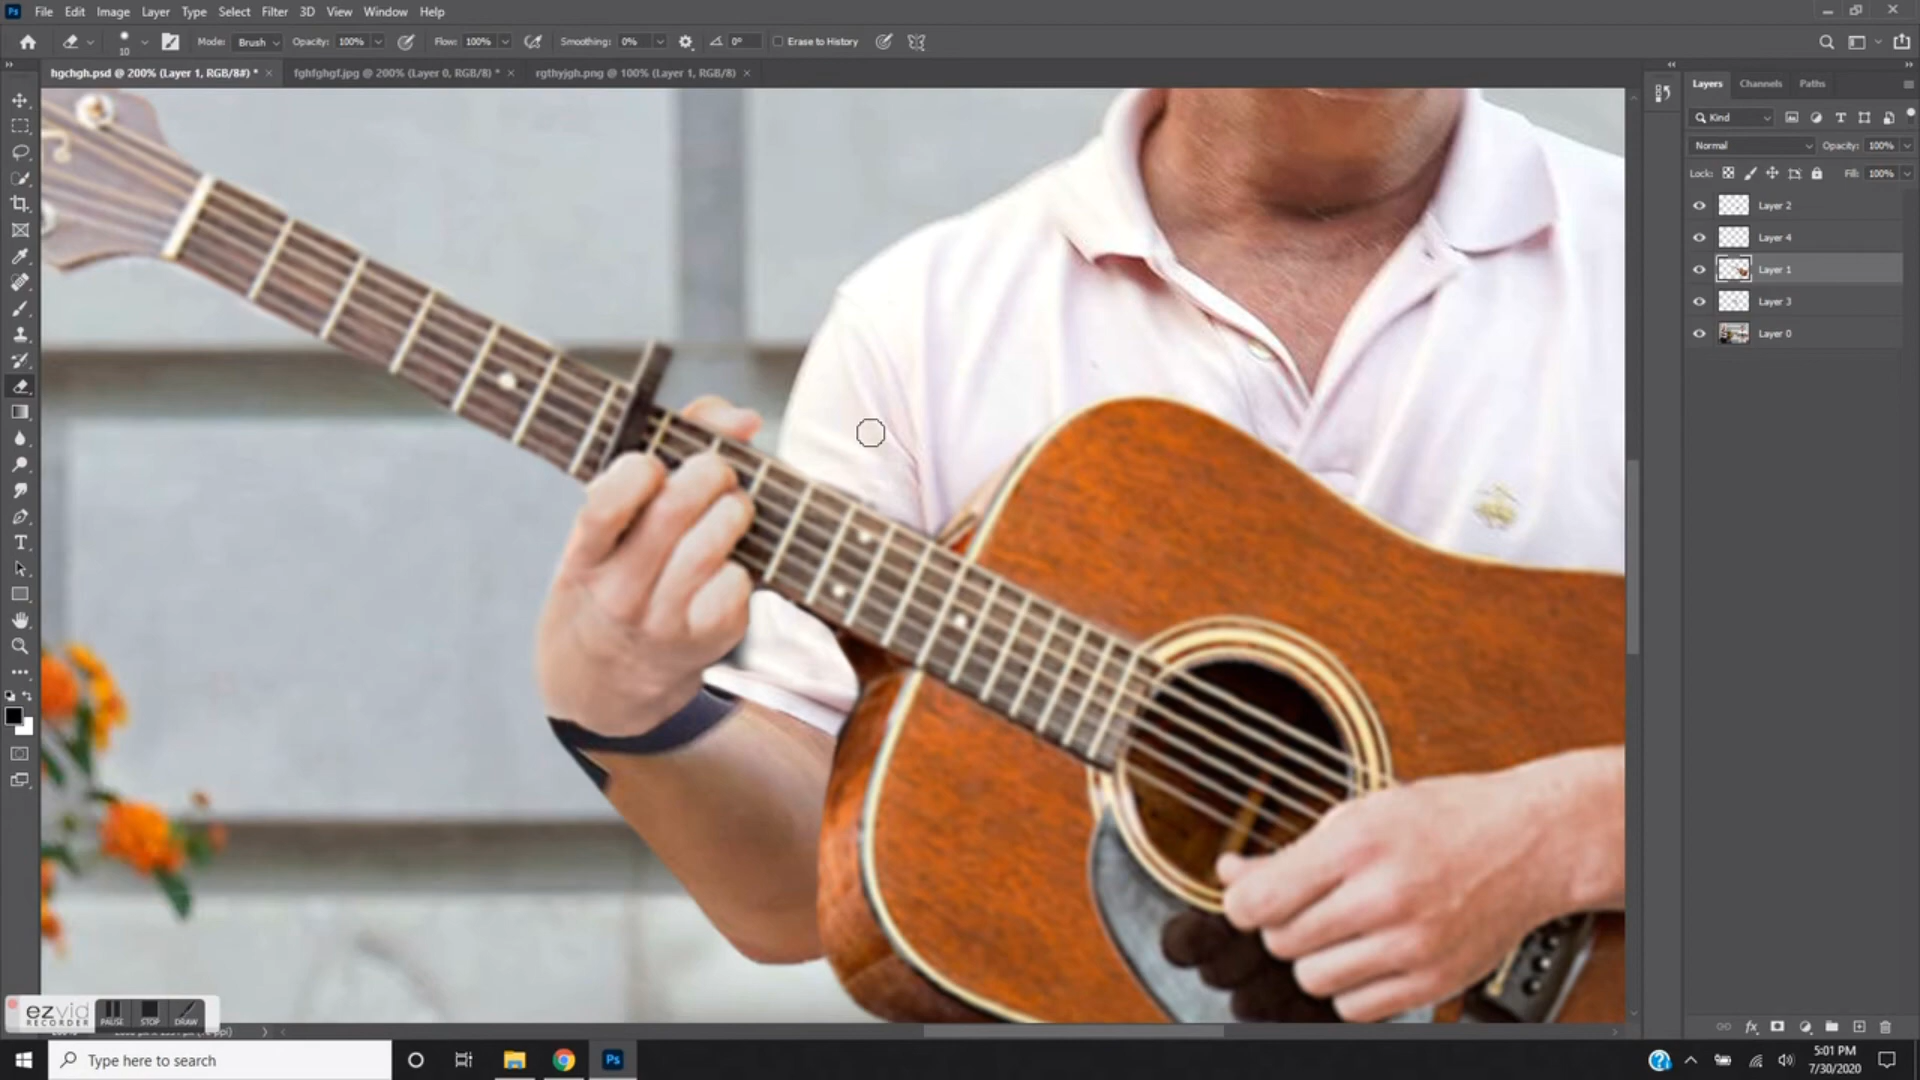 Ps File Edit Image Layer Type Select Filter 3D View Window Help
10 Mode: Brush Opacity: 100% Flow: 100% Smoothing: 0% 0° Erase to History
hgchgh.psd @ 200% (Layer 1, RGB/8#) * × fghfghgf.jpg @ 200% (Layer 0, RGB/8) * × rgthyjgh.png @ 100% (Layer 1, RGB/8) ×
Layers Channels Paths
Kind
Normal Opacity: 100%
Lock: Fill: 100%
Layer 2
Layer 4
Layer 1
Layer 3
Layer 0
ezvid
RECORDER
PAUSE STOP DRAW
Type here to search
Ps
5:01 PM
7/30/2020